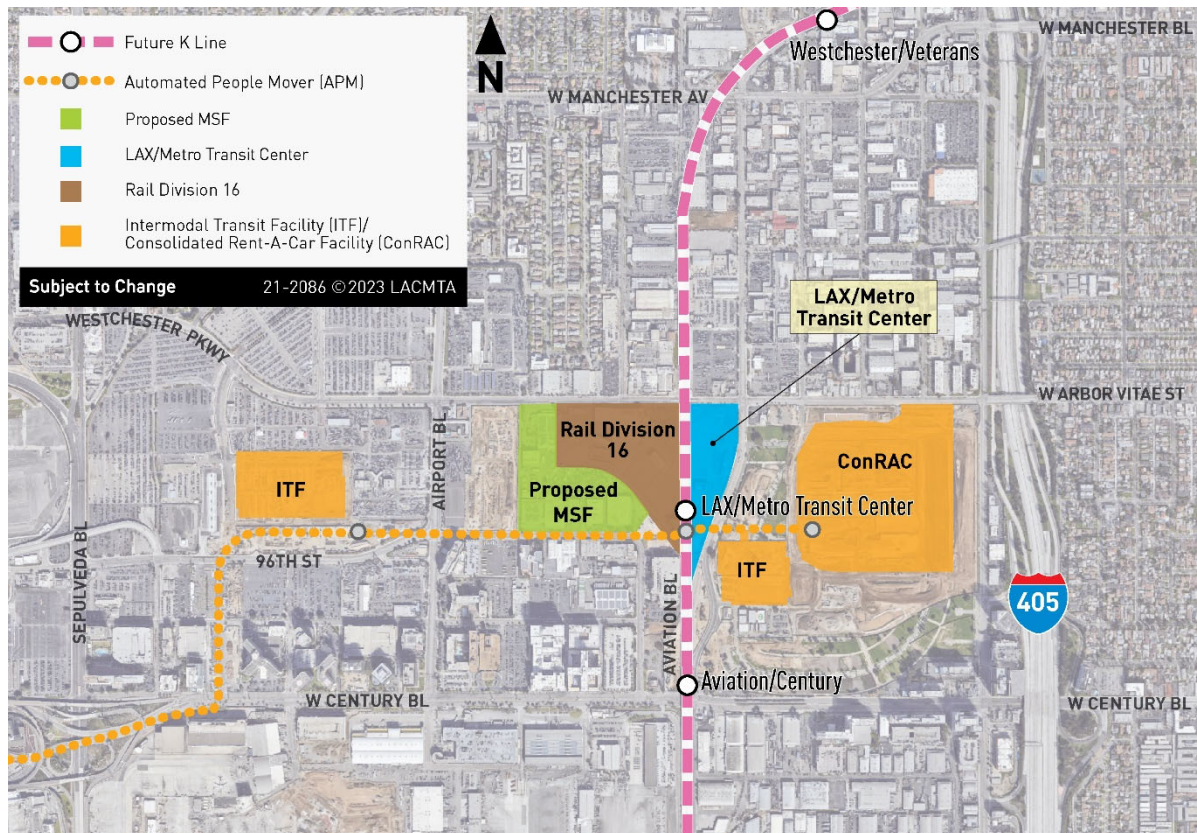 Future K Line
Automated People Mover (APM)
Proposed MSF
LAX/Metro Transit Center
Rail Division 16
Intermodal Transit Facility (ITF)/
Consolidated Rent-A-Car Facility (ConRAC)
Subject to Change 21-2086 ©2023 LACMTA
N
Westchester/Veterans
W MANCHESTER BL
W MANCHESTER AV
WESTCHESTER PKWY
LAX/Metro
Transit Center
W ARBOR VITAE ST
AIRPORT BL
Rail Division
16
ConRAC
ITF
Proposed
MSF
LAX/Metro Transit Center
SEPULVEDA BL
96TH ST
AVIATION BL
ITF
405
Aviation/Century
W CENTURY BL
W CENTURY BL